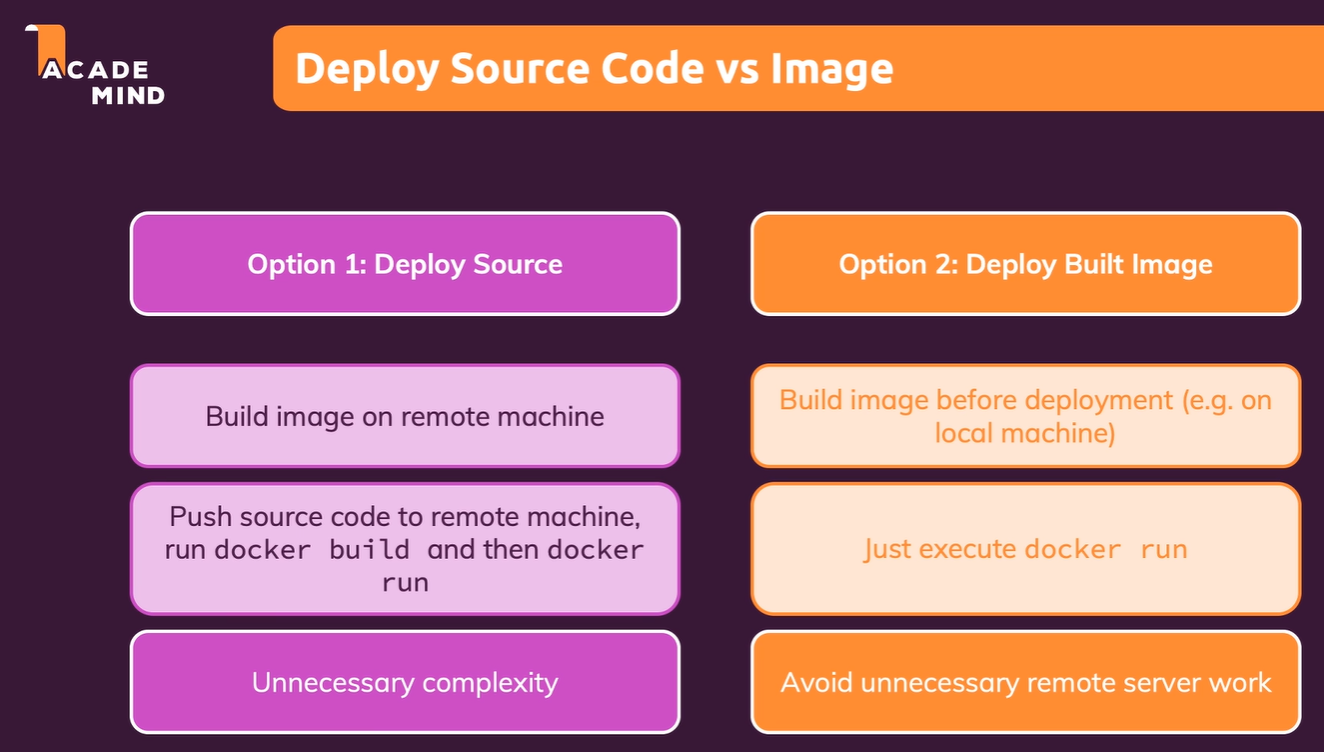 ACADE
MIND
Deploy Source Code vs Image
Option 1: Deploy Source
Option 2: Deploy Built Image
Build image on remote machine
Build image before deployment (e.g. on
local machine)
Push source code to remote machine,
run docker build and then docker
run
Just execute docker run
Unnecessary complexity
Avoid unnecessary remote server work